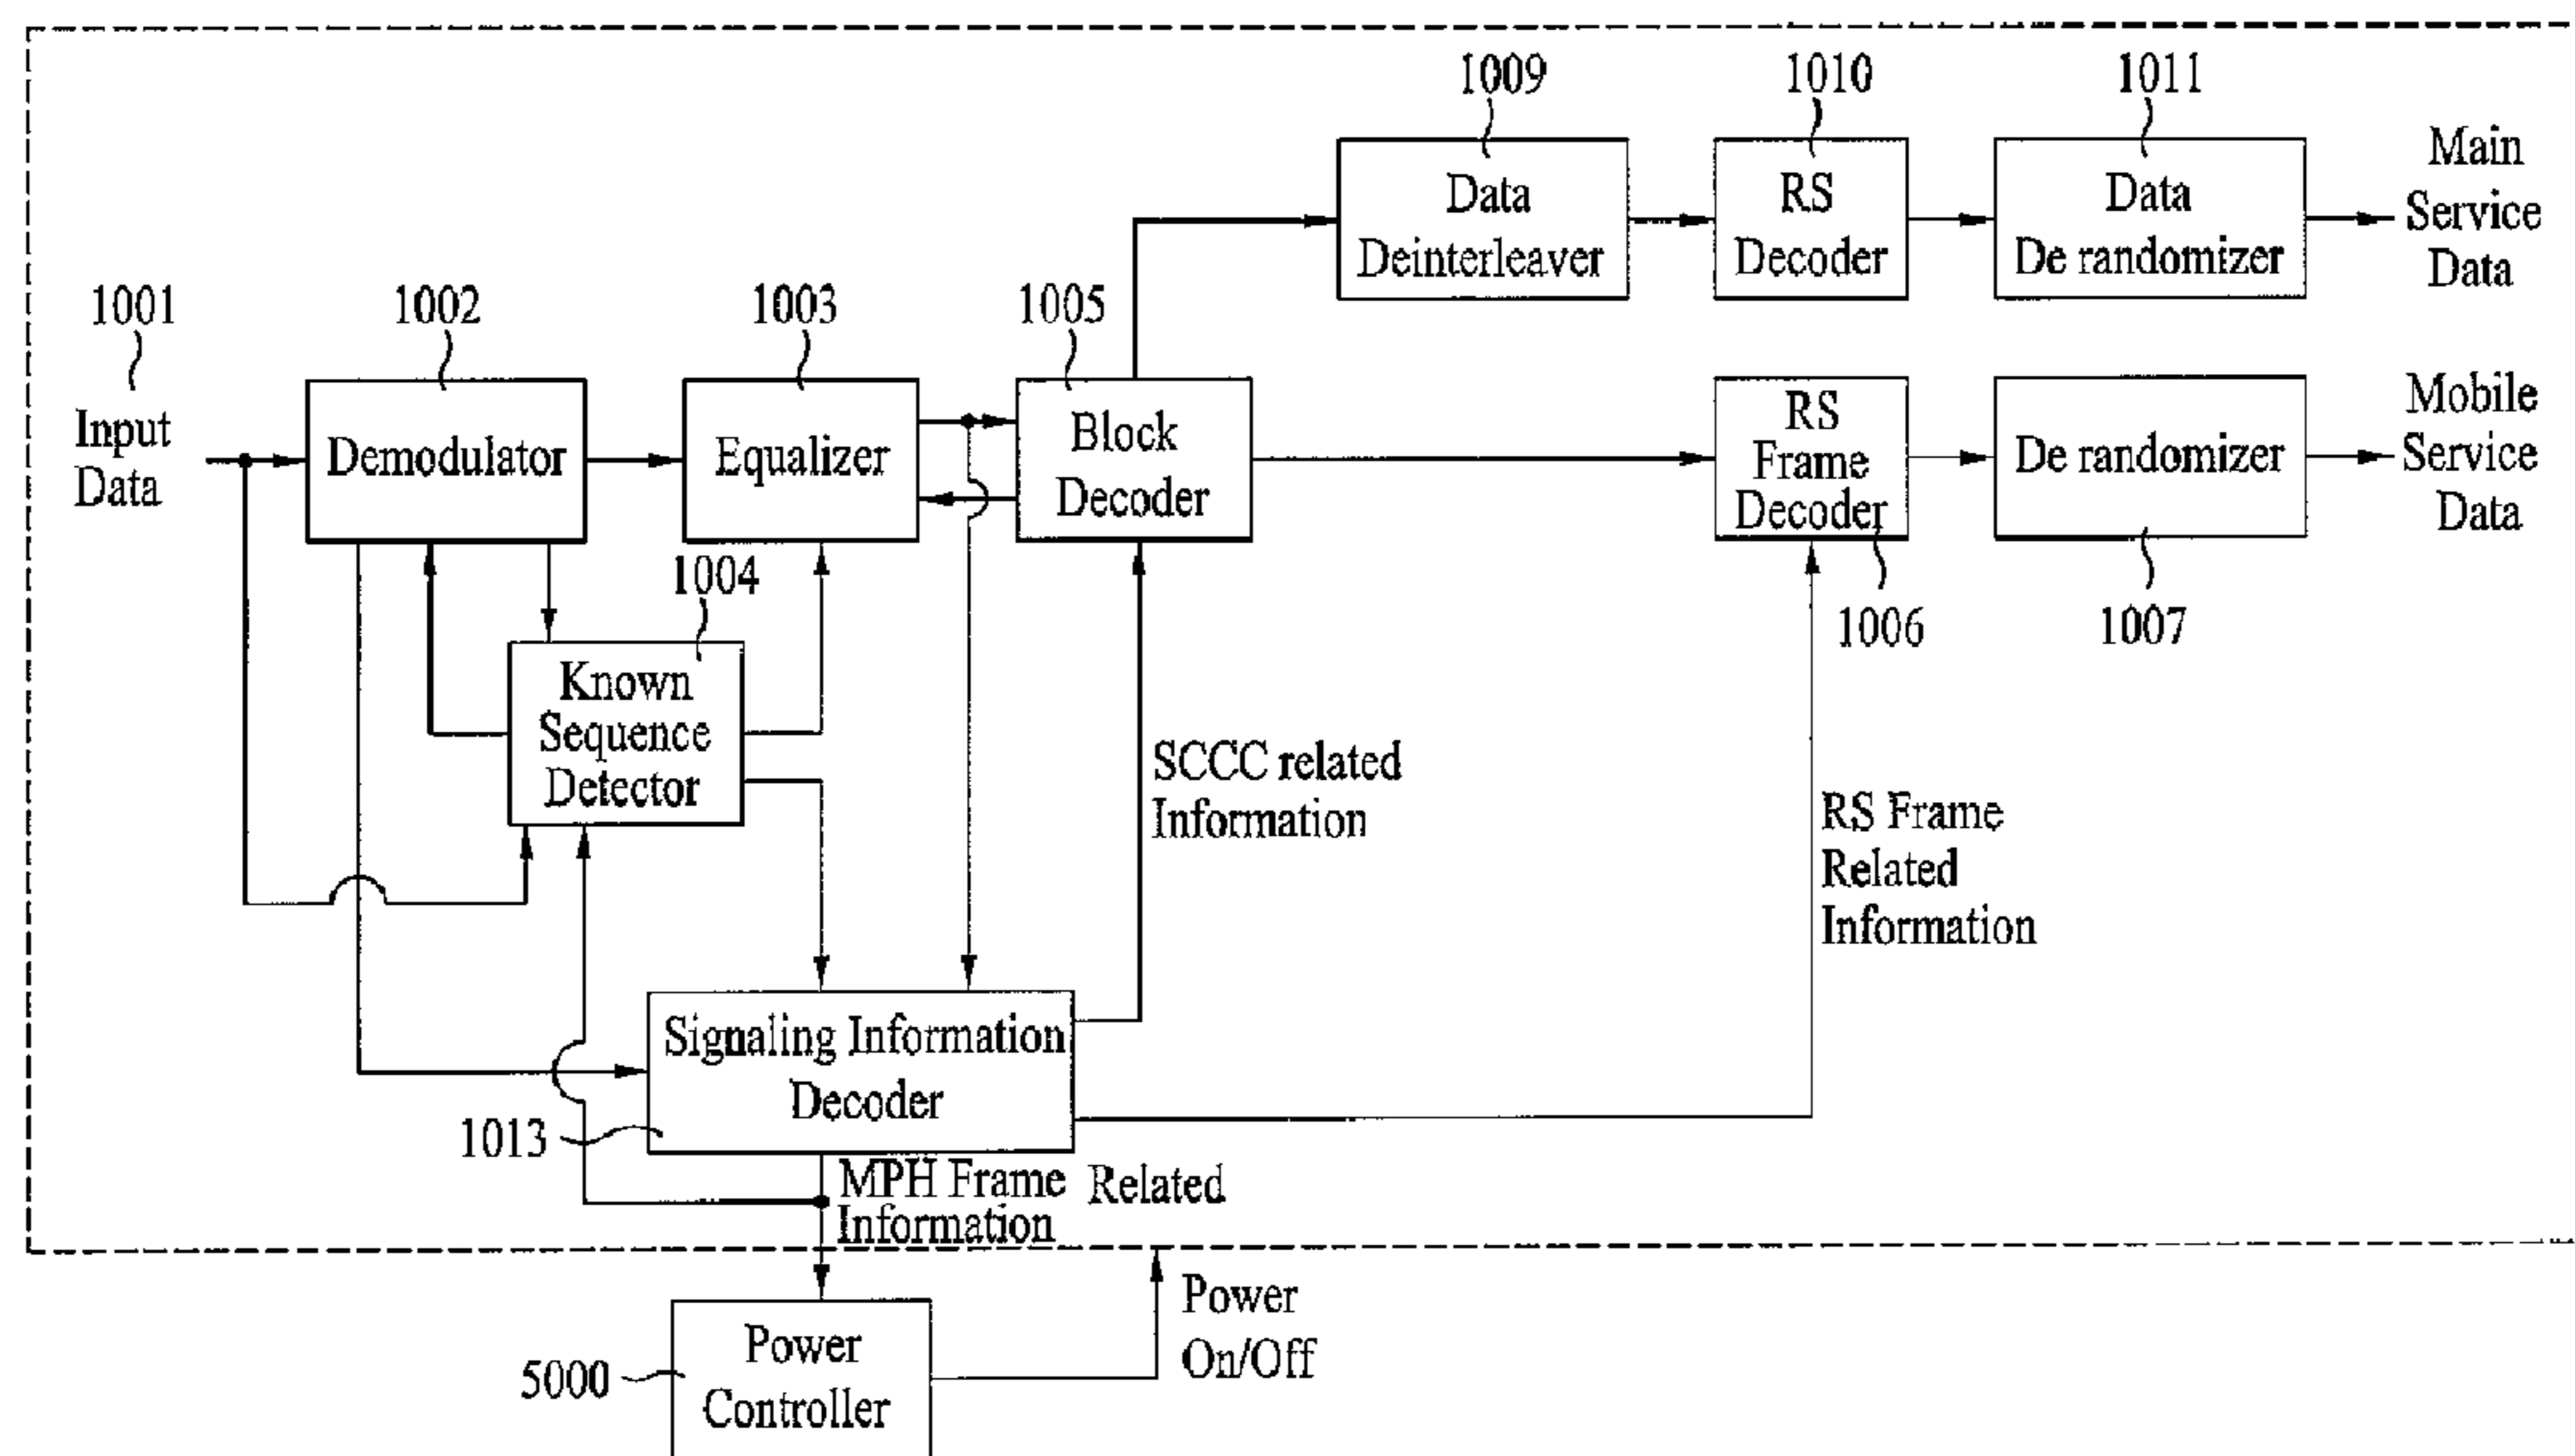 1009
1010
1011
Data
Deinterleaver
RS
Decoder
Data
De randomizer
Main
Service
Data
1001
1002
1003
1005
Input
Data
Demodulator
Equalizer
Block
Decoder
RS
Frame
Decoder
De randomizer
Mobile
Service
Data
1004
1006
1007
Known
Sequence
Detector
SCCC related
Information
RS Frame
Related
Information
Signaling Information
Decoder
1013
MPH Frame Related
Information
Power
On/Off
5000
Power
Controller